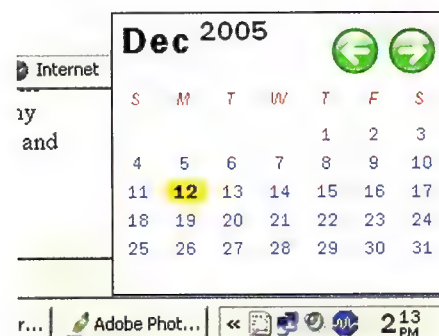 Dec 2005
Internet
S M T W T F S
ny
1 2 3
and
4 5 6 7 8 9 10
11 12 13 14 15 16 17
18 19 20 21 22 23 24
25 26 27 28 29 30 31
r... Adobe Phot... « 2 13 PM